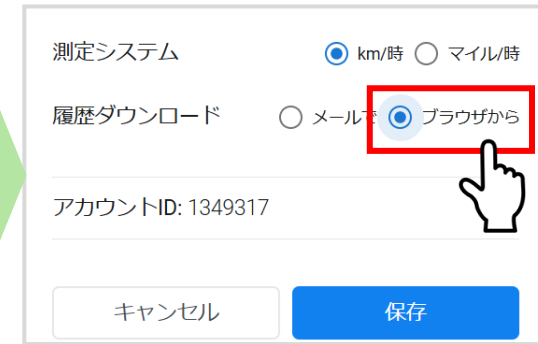 測定システム km/時 マイル/時
履歴ダウンロード メールで ブラウザから
アカウントID: 1349317
キャンセル 保存